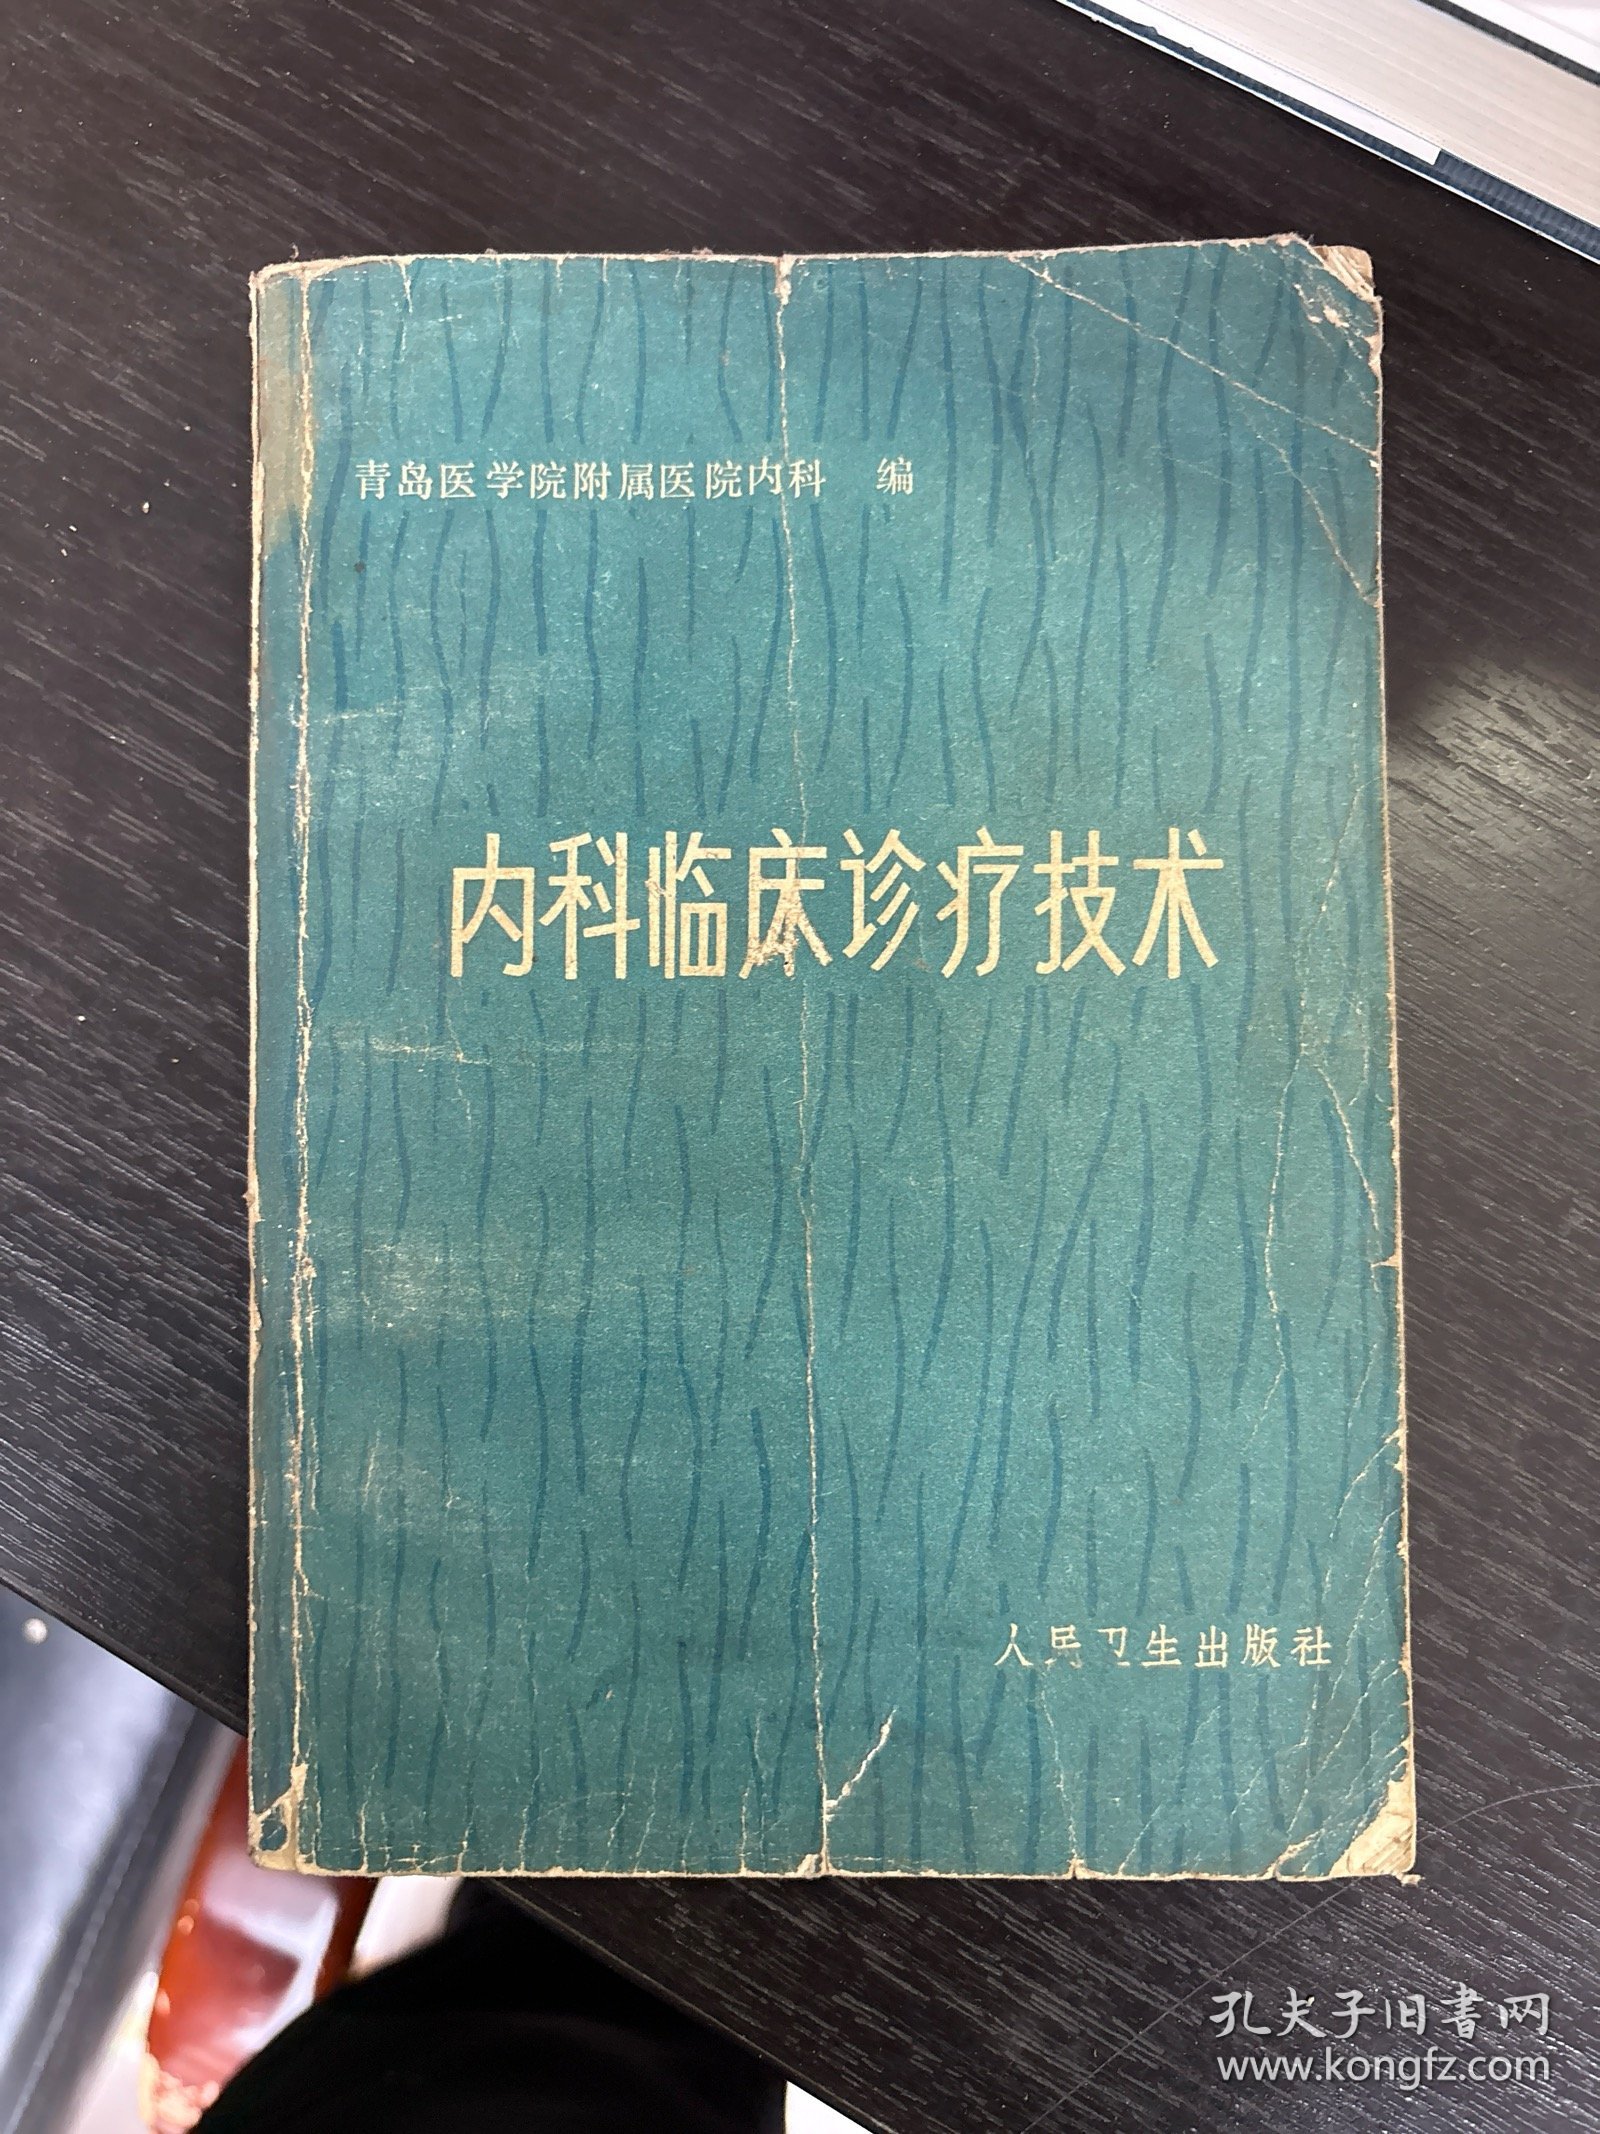 青岛医学院附属医院内科 编
内科临床诊疗技术
人民卫生出版社
孔夫子旧書网
www.kongfz.com